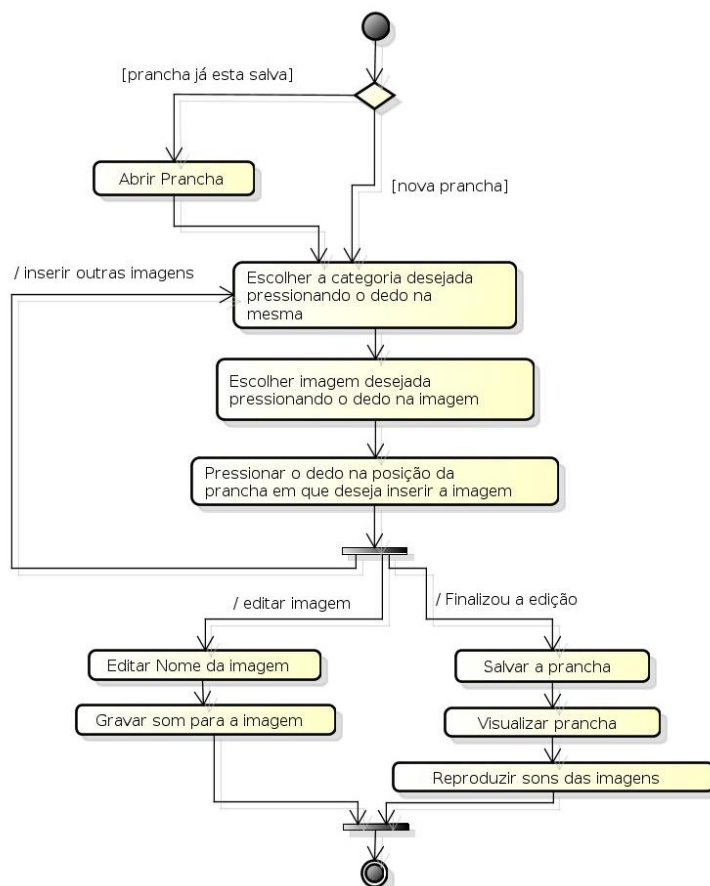 [prancha já esta salva]
Abrir Prancha
[nova prancha]
/ inserir outras imagens
Escolher a categoria desejada
pressionando o dedo na
mesma
Escolher imagem desejada
pressionando o dedo na imagem
Pressionar o dedo na posição da
prancha em que deseja inserir a imagem
/ editar imagem
/ Finalizou a edição
Editar Nome da imagem
Salvar a prancha
Gravar som para a imagem
Visualizar prancha
Reproduzir sons das imagens